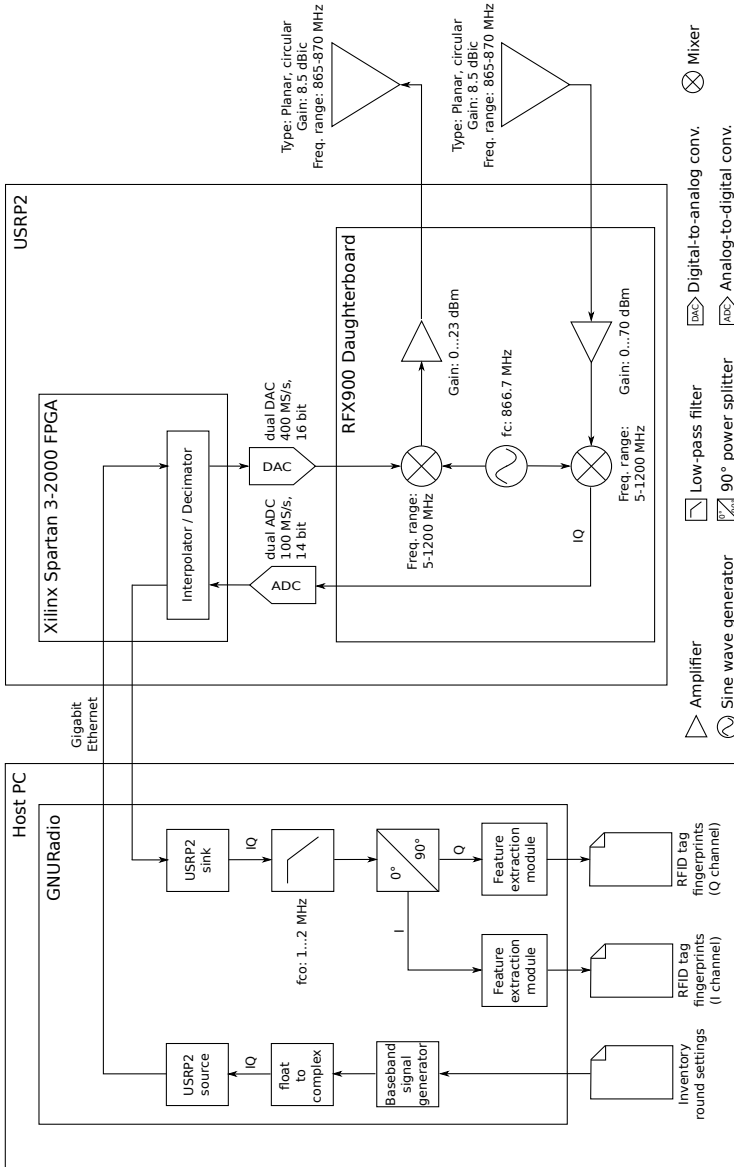 Host PC
GNURadio
USRP2
source
IQ
float
to
complex
Baseband
signal
generator
Inventory
round settings
USRP2
sink
IQ
fco: 1...2 MHz
0°
90°
I
Q
Feature
extraction
module
Feature
extraction
module
RFID tag
fingerprints
(I channel)
RFID tag
fingerprints
(Q channel)
Gigabit
Ethernet
USRP2
Xilinx Spartan 3-2000 FPGA
Interpolator / Decimator
ADC
dual ADC
100 MS/s,
14 bit
DAC
dual DAC
400 MS/s,
16 bit
RFX900 Daughterboard
Freq. range:
5-1200 MHz
Gain: 0...23 dBm
fc: 866.7 MHz
IQ
Freq. range:
5-1200 MHz
Gain: 0...70 dBm
Type: Planar, circular
Gain: 8.5 dBic
Freq. range: 865-870 MHz
Type: Planar, circular
Gain: 8.5 dBic
Freq. range: 865-870 MHz
Amplifier
Low-pass filter
DAC Digital-to-analog conv.
Mixer
Sine wave generator
0° 90° power splitter
ADC Analog-to-digital conv.